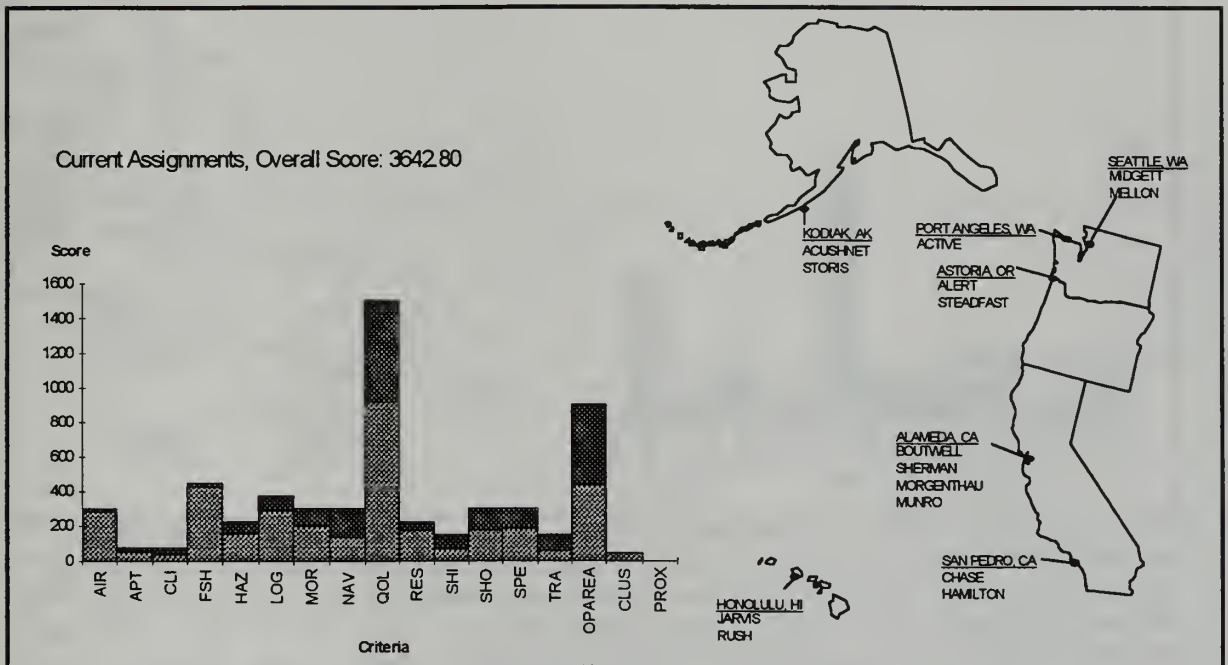 Current Assignments, Overall Score: 3642.80
Score
1600
1400
1200
1000
800
600
400
200
0
AIR
APT
CLI
FSH
HAZ
LOG
MOR
NAV
QOL
RES
SHI
SHO
SPE
TRA
OPAREA
CLUS
PROX
Criteria
KODIAK, AK
ACUSHNET
STORIS
SEATTLE, WA
MIDGETT
MELLON
PORT ANGELES, WA
ACTIVE
ASTORIA, OR
ALERT
STEADFAST
ALAMEDA, CA
BOUTWELL
SHERMAN
MORGENTHAU
MUNRO
SAN PEDRO, CA
CHASE
HAMILTON
HONOLULU, HI
JARVIS
RUSH